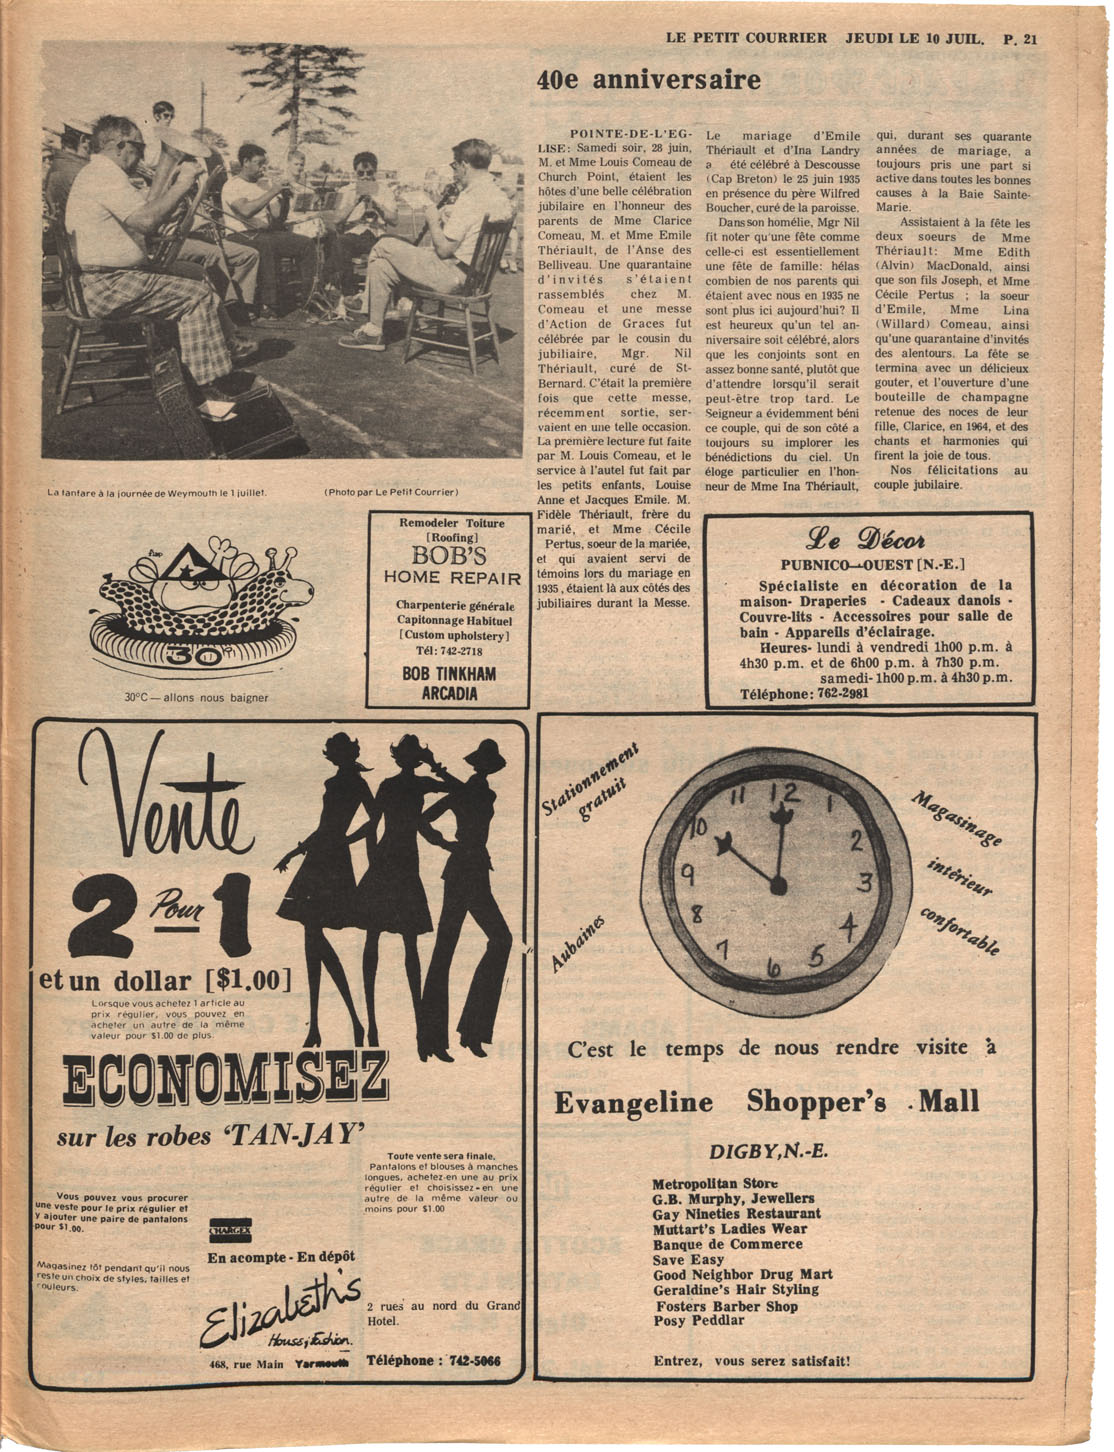 LE PETIT COURRIER JEUDI LE 10 JUIL. P. 21
La fanfare à la journée de Weymouth le 1 juillet. (Photo par Le Petit Courrier)
40e anniversaire
POINTE-DE-L'EG-
LISE: Samedi soir, 28 juin,
M. et Mme Louis Comeau de
Church Point, étaient les
hôtes d'une belle célébration
jubilaire en l'honneur des
parents de Mme Clarice
Comeau, M. et Mme Emile
Thériault, de l'Anse des
Belliveau. Une quarantaine
d'invités s'étaient
rassemblés chez M.
Comeau et une messe
d'Action de Graces fut
célébrée par le cousin du
jubiliaire, Mgr. Nil
Thériault, curé de St-
Bernard. C'était la première
fois que cette messe,
récemment sortie, ser-
vaient en une telle occasion.
La première lecture fut faite
par M. Louis Comeau, et le
service à l'autel fut fait par
les petits enfants, Louise
Anne et Jacques Emile. M.
Fidèle Thériault, frère du
marié, et Mme Cécile
Pertus, soeur de la mariée,
et qui avaient servi de
témoins lors du mariage en
1935, étaient là aux côtés des
jubiliaires durant la Messe.
Le mariage d'Emile
Thériault et d'Ina Landry
a été célébré à Descousse
(Cap Breton) le 25 juin 1935
en présence du père Wilfred
Boucher, curé de la paroisse.
Dans son homélie, Mgr Nil
fit noter qu'une fête comme
celle-ci est essentiellement
une fête de famille: hélas
combien de nos parents qui
étaient avec nous en 1935 ne
sont plus ici aujourd'hui? Il
est heureux qu'un tel an-
niversaire soit célébré, alors
que les conjoints sont en
assez bonne santé, plutôt que
d'attendre lorsqu'il serait
peut-être trop tard. Le
Seigneur a évidemment béni
ce couple, qui de son côté a
toujours su implorer les
bénédictions du ciel. Un
éloge particulier en l'hon-
neur de Mme Ina Thériault,
qui, durant ses quarante
années de mariage, a
toujours pris une part si
active dans toutes les bonnes
causes à la Baie Sainte-
Marie.
Assistaient à la fête les
deux soeurs de Mme
Thériault: Mme Edith
(Alvin) MacDonald, ainsi
que son fils Joseph, et Mme
Cécile Pertus ; la soeur
d'Emile, Mme Lina
(Willard) Comeau, ainsi
qu'une quarantaine d'invités
des alentours. La fête se
termina avec un délicieux
gouter, et l'ouverture d'une
bouteille de champagne
retenue des noces de leur
fille, Clarice, en 1964, et des
chants et harmonies qui
firent la joie de tous.
Nos félicitations au
couple jubilaire.
flap
30°
30°C — allons nous baigner
Remodeler Toiture
[Roofing]
BOB'S
HOME REPAIR
Charpenterie générale
Capitonnage Habituel
[Custom upholstery]
Tél: 742-2718
BOB TINKHAM
ARCADIA
Le Décor
PUBNICO-OUEST [N.-E.]
Spécialiste en décoration de la
maison- Draperies - Cadeaux danois -
Couvre-lits - Accessoires pour salle de
bain - Appareils d'éclairage.
Heures- lundi à vendredi 1h00 p.m. à
4h30 p.m. et de 6h00 p.m. à 7h30 p.m.
samedi- 1h00 p.m. à 4h30 p.m.
Téléphone: 762-2981
Vente
2 Pour 1
et un dollar [$1.00]
Lorsque vous achetez 1 article au
prix régulier, vous pouvez en
acheter un autre de la même
valeur pour $1.00 de plus.
ECONOMISEZ
sur les robes 'TAN-JAY'
Toute vente sera finale.
Pantalons et blouses à manches
longues, achetez-en une au prix
régulier et choisissez-en une
autre de la même valeur ou
moins pour $1.00
Vous pouvez vous procurer
une veste pour le prix régulier et
y ajouter une paire de pantalons
pour $1.00.
CHARGEX
En acompte - En dépôt
Magasinez tôt pendant qu'il nous
reste un choix de styles, tailles et
couleurs.
Elizabeth's
House of Fashion
468, rue Main Yarmouth
2 rues au nord du Grand
Hotel.
Téléphone : 742-5066
Stationnement
gratuit
Aubaines
12
1
2
3
4
5
6
7
8
9
10
11
Magasinage
intérieur
confortable
C'est le temps de nous rendre visite à
Evangeline Shopper's Mall
DIGBY, N.-E.
Metropolitan Store
G.B. Murphy, Jewellers
Gay Nineties Restaurant
Muttart's Ladies Wear
Banque de Commerce
Save Easy
Good Neighbor Drug Mart
Geraldine's Hair Styling
Fosters Barber Shop
Posy Peddlar
Entrez, vous serez satisfait!